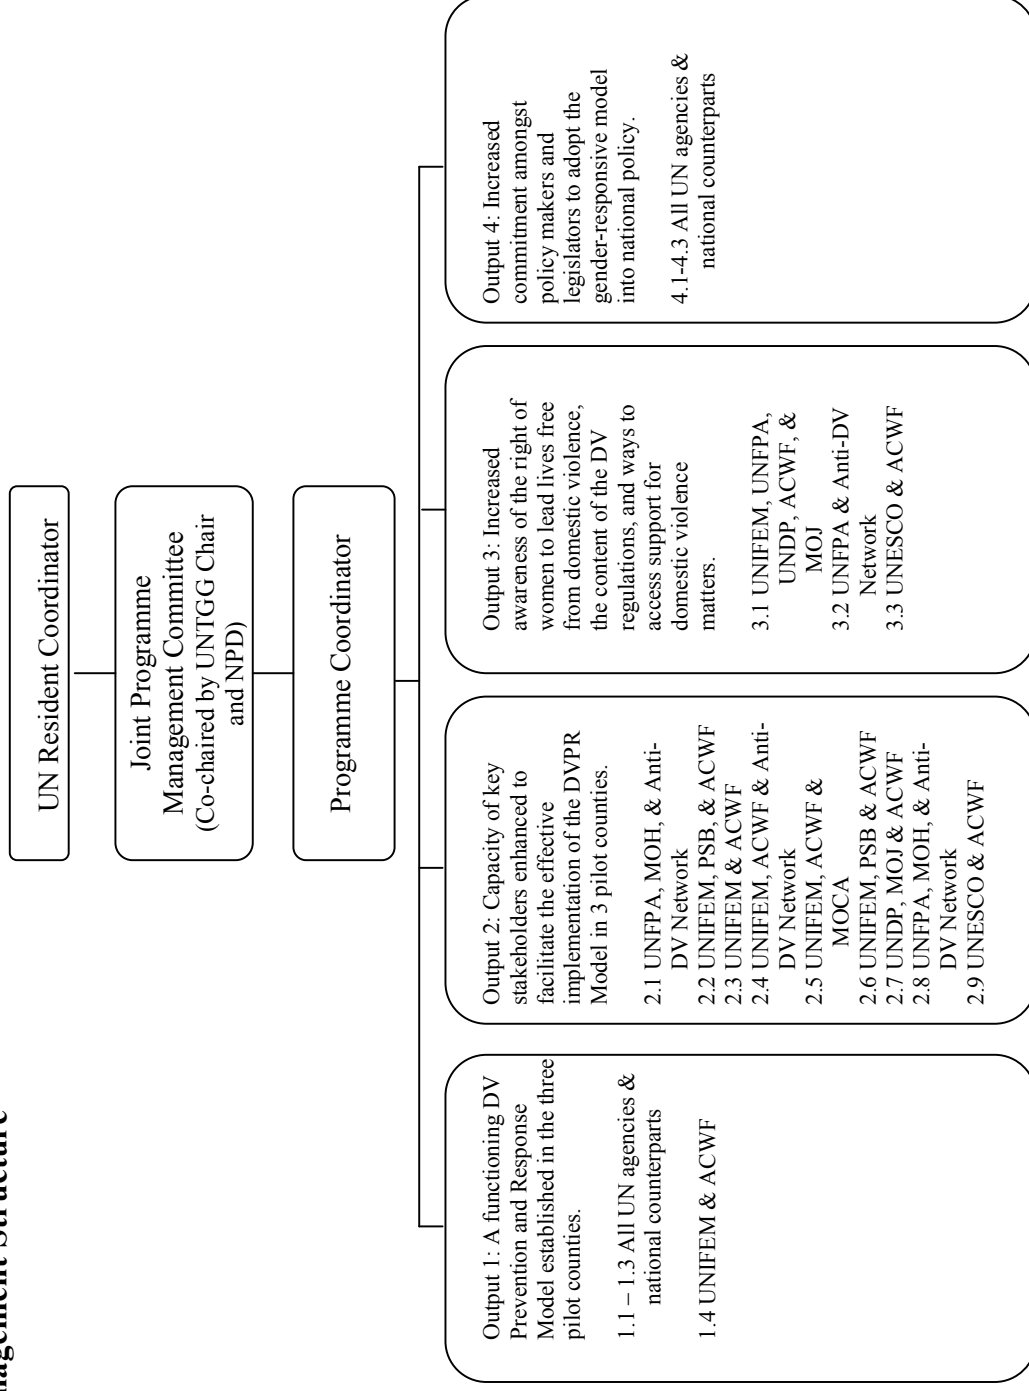 nagement Structure
UN Resident Coordinator
Joint Programme
Management Committee
(Co-chaired by UNTGG Chair
and NPD)
Programme Coordinator
Output 1: A functioning DV
Prevention and Response
Model established in the three
pilot counties.
1.1 – 1.3 All UN agencies &
national counterparts
1.4 UNIFEM & ACWF
Output 2: Capacity of key
stakeholders enhanced to
facilitate the effective
implementation of the DVPR
Model in 3 pilot counties.
2.1 UNFPA, MOH, & Anti-
DV Network
2.2 UNIFEM, PSB, & ACWF
2.3 UNIFEM & ACWF
2.4 UNIFEM, ACWF & Anti-
DV Network
2.5 UNIFEM, ACWF &
MOCA
2.6 UNIFEM, PSB & ACWF
2.7 UNDP, MOJ & ACWF
2.8 UNFPA, MOH, & Anti-
DV Network
2.9 UNESCO & ACWF
Output 3: Increased
awareness of the right of
women to lead lives free
from domestic violence,
the content of the DV
regulations, and ways to
access support for
domestic violence
matters.
3.1 UNIFEM, UNFPA,
UNDP, ACWF, &
MOJ
3.2 UNFPA & Anti-DV
Network
3.3 UNESCO & ACWF
Output 4: Increased
commitment amongst
policy makers and
legislators to adopt the
gender-responsive model
into national policy.
4.1-4.3 All UN agencies &
national counterparts